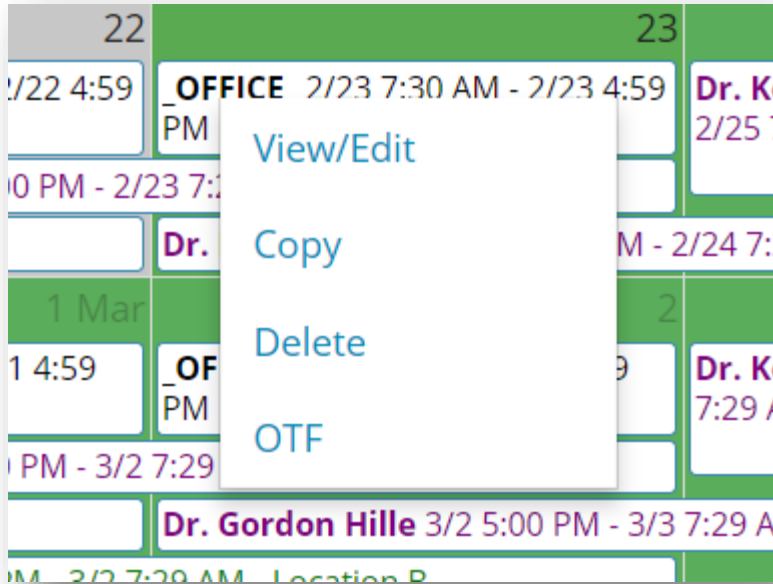 22
23
2/22 4:59
_OFFICE 2/23 7:30 AM - 2/23 4:59
PM
Dr.
2/25
View/Edit
00 PM - 2/23
Copy
Dr.
M - 2/24
1 Mar
2
Delete
1 4:59
_OF
9
PM
Dr.
7:29
OTF
PM - 3/2 7:29
Dr. Gordon Hille 3/2 5:00 PM - 3/3 7:29 A
PM - 3/2 7:29 AM Location B